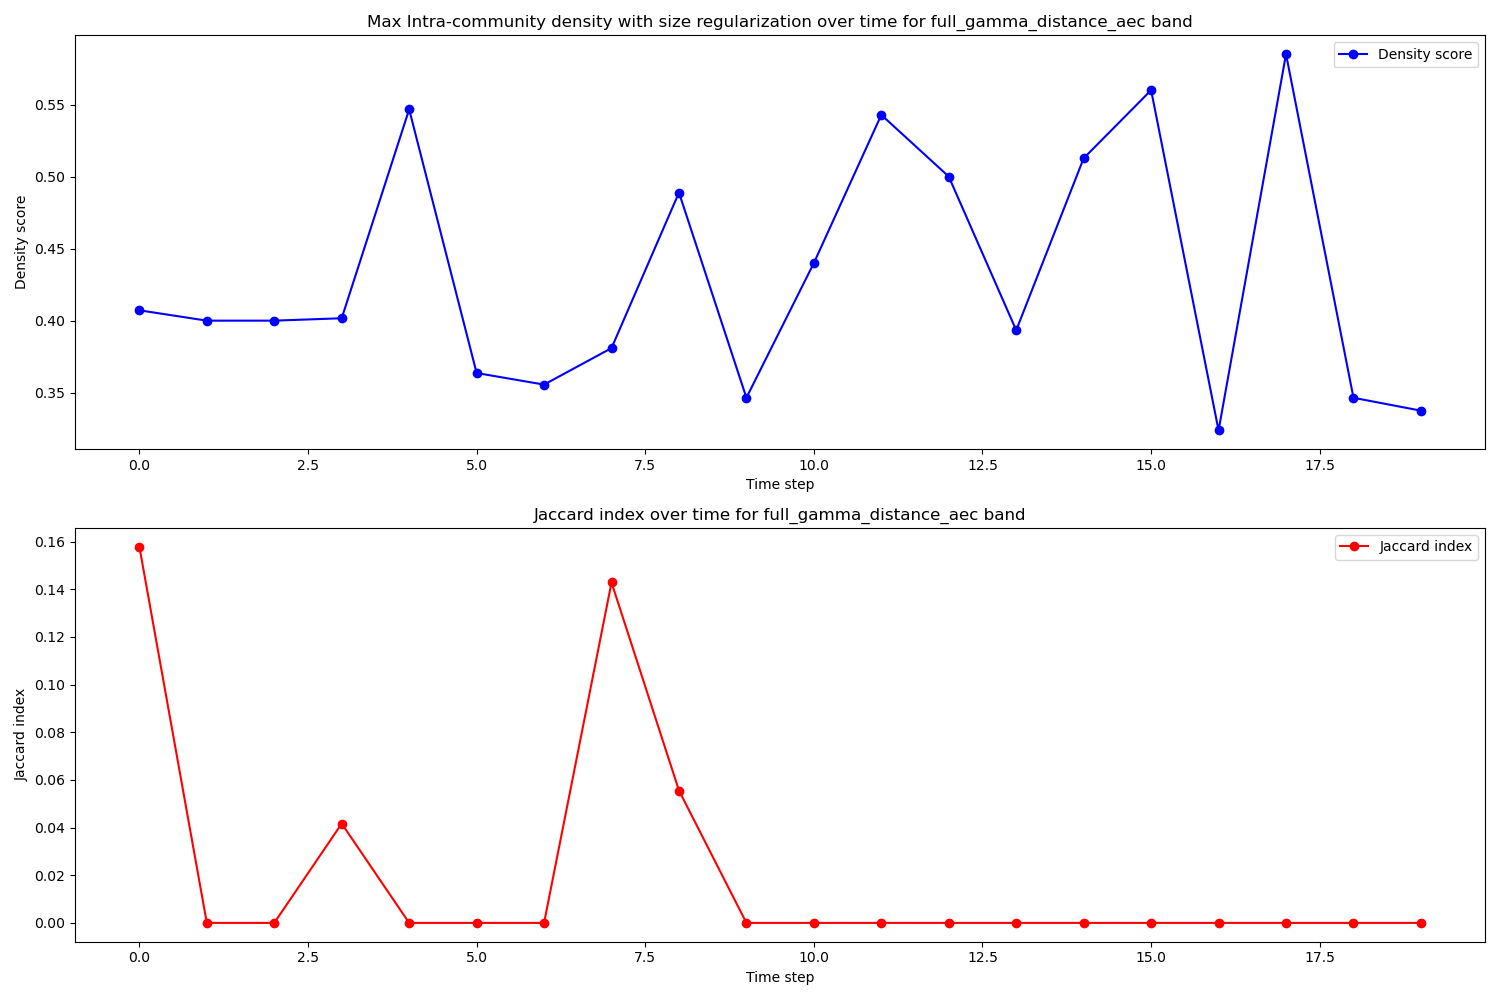 Max Intra-community density with size regularization over time for full_gamma_distance_aec band
Density score
Density score
0.55
0.50
0.45
0.40
0.35
0.0 2.5 5.0 7.5 10.0 12.5 15.0 17.5
Time step
Jaccard index over time for full_gamma_distance_aec band
Jaccard index
Jaccard index
0.16
0.14
0.12
0.10
0.08
0.06
0.04
0.02
0.00
0.0 2.5 5.0 7.5 10.0 12.5 15.0 17.5
Time step